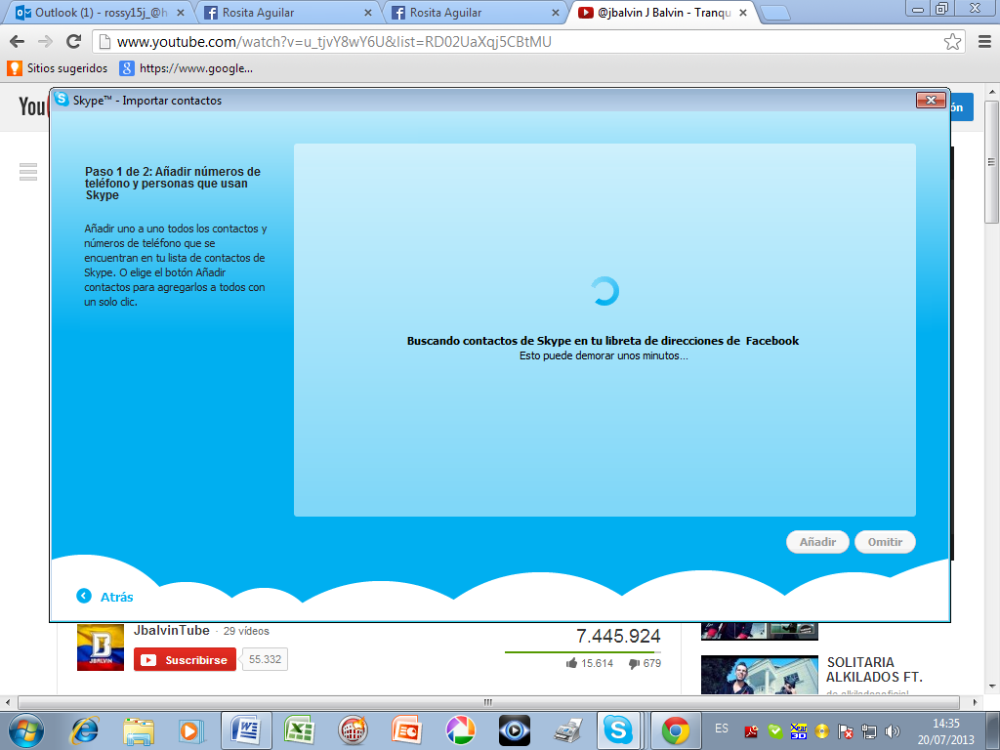 Outlook (1) - rossy15j_@h
Rosita Aguilar
Rosita Aguilar
@jbalvin J Balvin - Tranqu
www.youtube.com/watch?v=u_tjvY8wY6U&list=RD02UaXqj5CBtMU
Sitios sugeridos
https://www.google...
You
Skype™ - Importar contactos
ón
Paso 1 de 2: Añadir números de
teléfono y personas que usan
Skype
Añadir uno a uno todos los contactos y
números de teléfono que se
encuentran en tu lista de contactos de
Skype. O elige el botón Añadir
contactos para agregarlos a todos con
un solo clic.
Buscando contactos de Skype en tu libreta de direcciones de Facebook
Esto puede demorar unos minutos...
Añadir
Omitir
Atrás
JbalvinTube · 29 vídeos
Suscribirse
55.332
7.445.924
15.614
679
SOLITARIA
ALKILADOS FT.
de alkiladosoficial
ES
14:35
20/07/2013